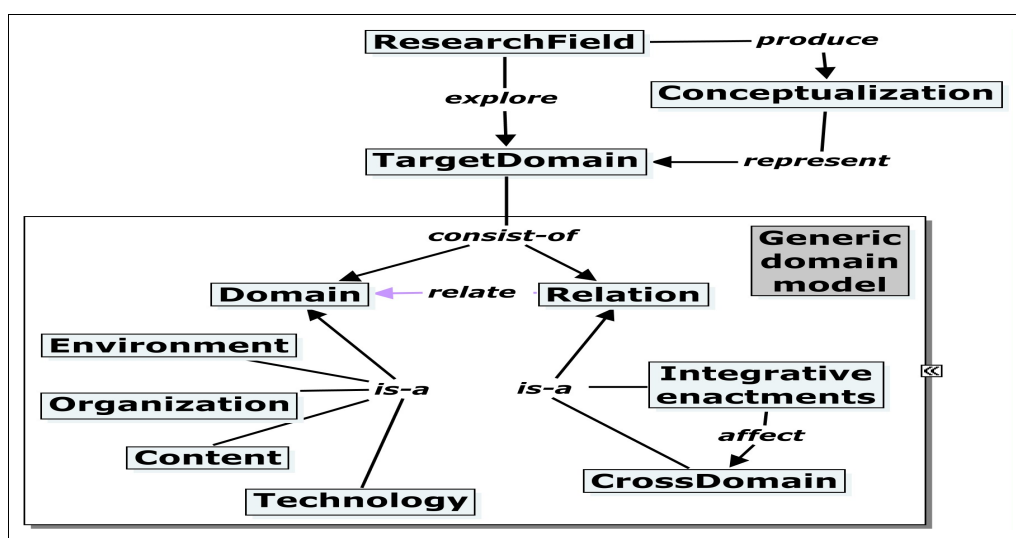 ResearchField
produce
explore
Conceptualization
TargetDomain
represent
consist-of
Generic
domain
model
Domain
relate
Relation
Environment
is-a
is-a
Integrative
enactments
Organization
affect
Content
CrossDomain
Technology